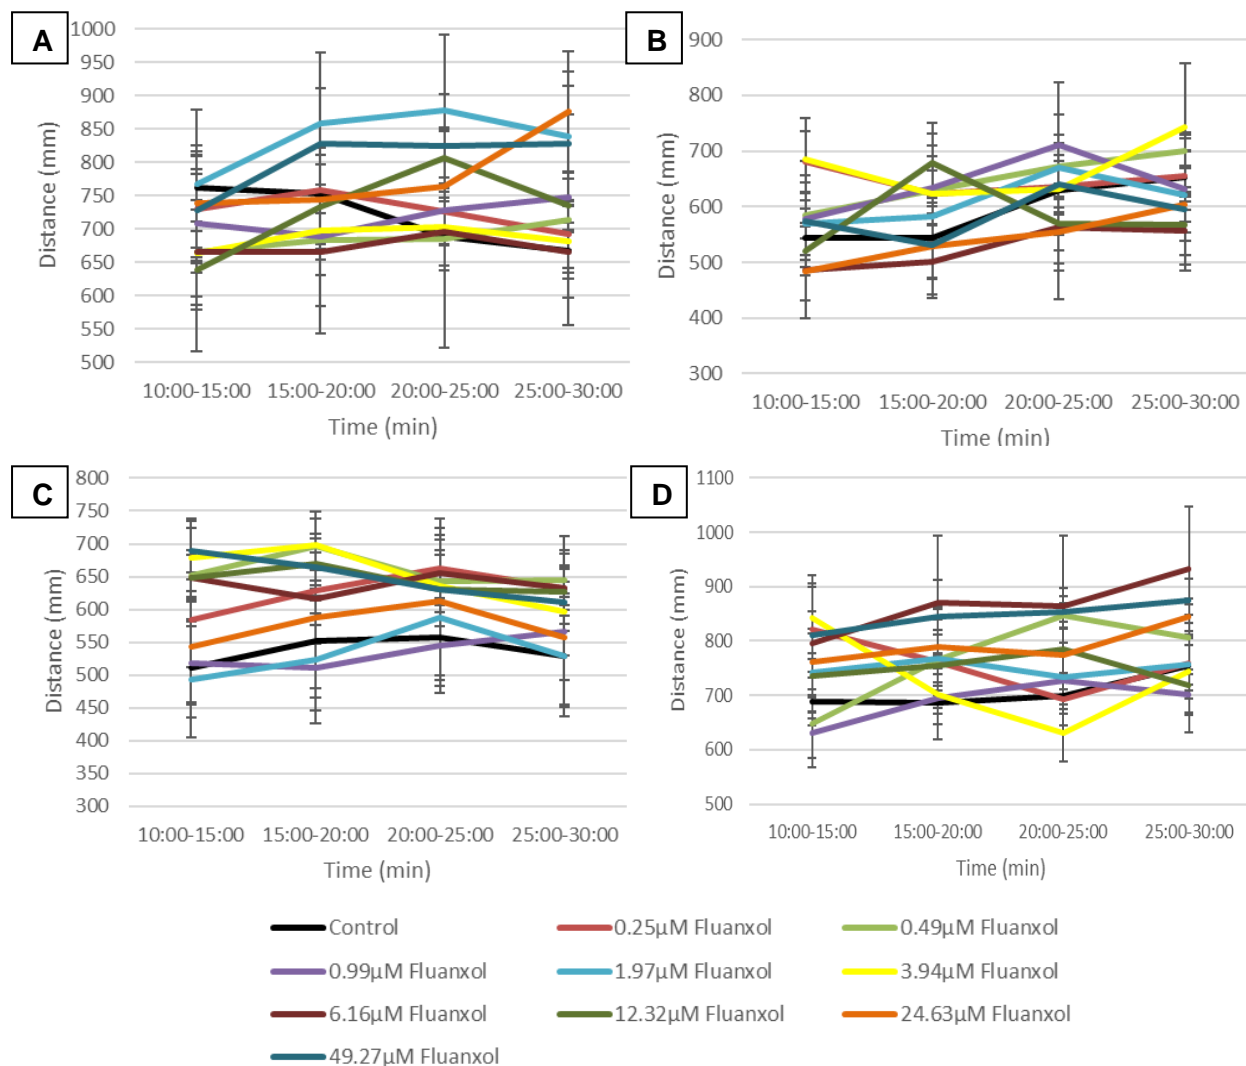 A
1000
950
900
850
800
750
700
650
600
550
500
Distance (mm)
10:00-15:00 15:00-20:00 20:00-25:00 25:00-30:00
Time (min)
B
900
800
700
600
500
400
300
Distance (mm)
10:00-15:00 15:00-20:00 20:00-25:00 25:00-30:00
Time (min)
C
800
750
700
650
600
550
500
450
400
350
300
Distance (mm)
10:00-15:00 15:00-20:00 20:00-25:00 25:00-30:00
Time (min)
D
1100
1000
900
800
700
600
500
Distance (mm)
10:00-15:00 15:00-20:00 20:00-25:00 25:00-30:00
Time (min)
Control 0.25µM Fluanxol 0.49µM Fluanxol
0.99µM Fluanxol 1.97µM Fluanxol 3.94µM Fluanxol
6.16µM Fluanxol 12.32µM Fluanxol 24.63µM Fluanxol
49.27µM Fluanxol